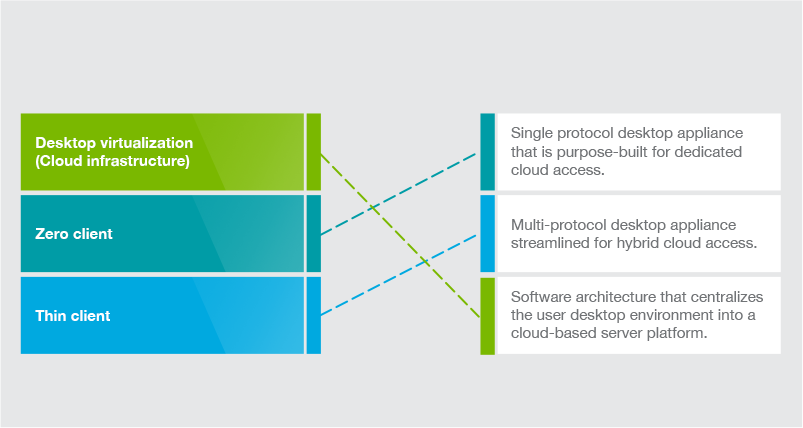 Desktop virtualization
(Cloud infrastructure)
Zero client
Thin client
Single protocol desktop appliance
that is purpose-built for dedicated
cloud access.
Multi-protocol desktop appliance
streamlined for hybrid cloud access.
Software architecture that centralizes
the user desktop environment into a
cloud-based server platform.